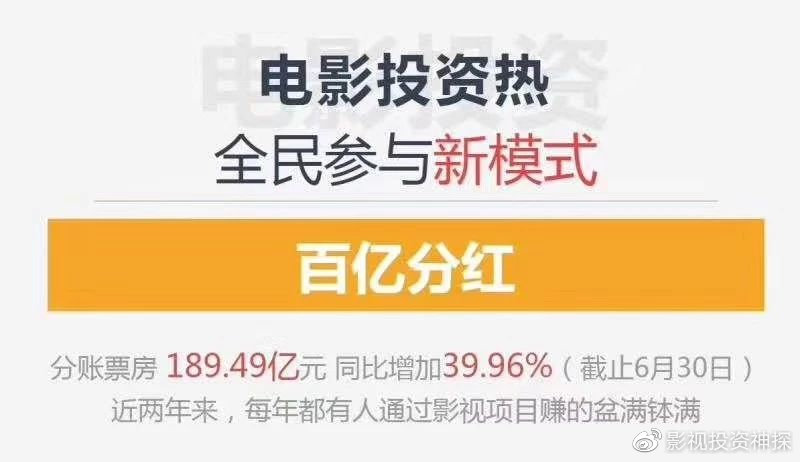 电影投资
电影投资热
全民参与新模式
百亿分红
分账票房 189.49亿元 同比增加39.96%（截止6月30日）
近两年来，每年都有人通过影视项目赚的盆满钵满
影视投资神探